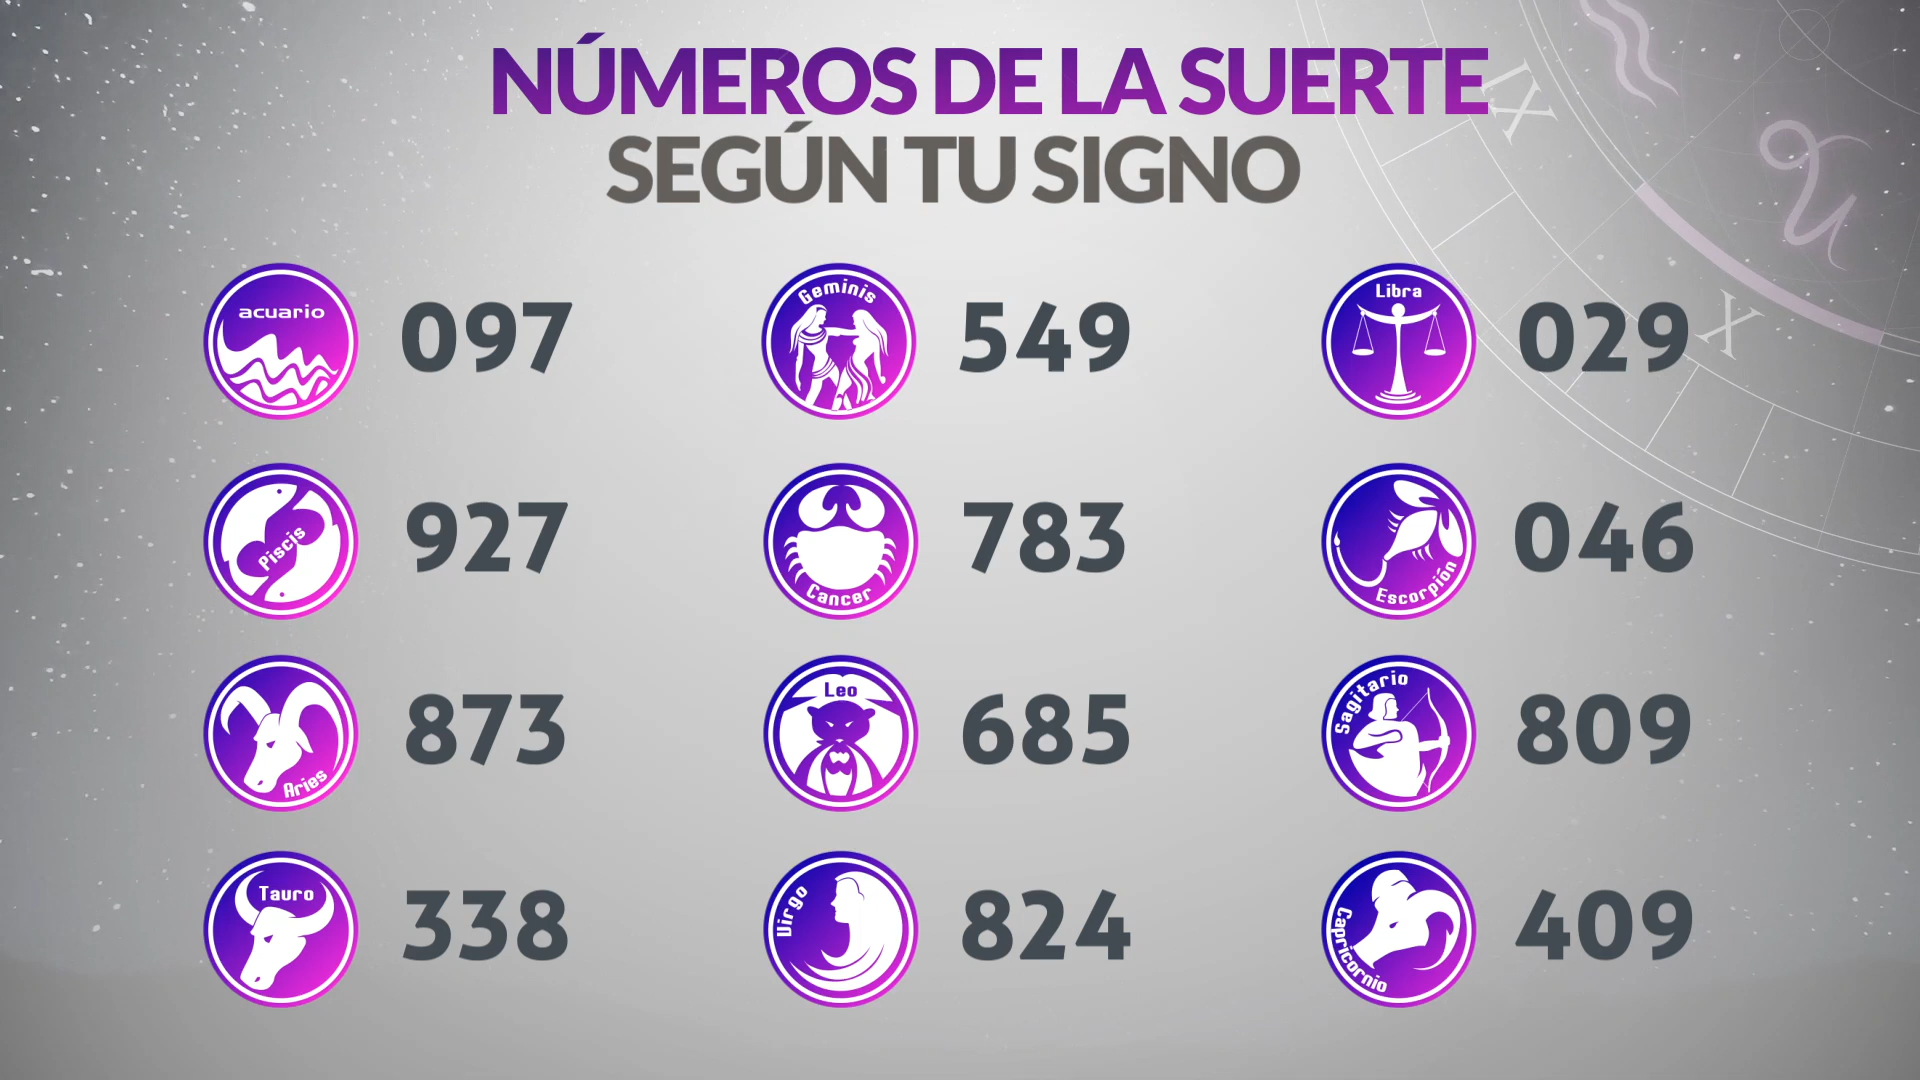 NÚMEROS DE LA SUERTE
SEGÚN TU SIGNO
acuario 097
Geminis 549
Libra 029
Piscis 927
Cancer 783
Escorpión 046
Aries 873
Leo 685
Sagitario 809
Tauro 338
Virgo 824
Capricornio 409
IX
X